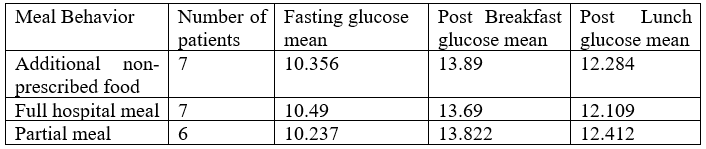 Meal Behavior Number of Fasting glucose Post Breakfast Post Lunch
patients mean glucose mean glucose mean
Additional non- 7 10.356 13.89 12.284
prescribed food
Full hospital meal 7 10.49 13.69 12.109
Partial meal 6 10.237 13.822 12.412